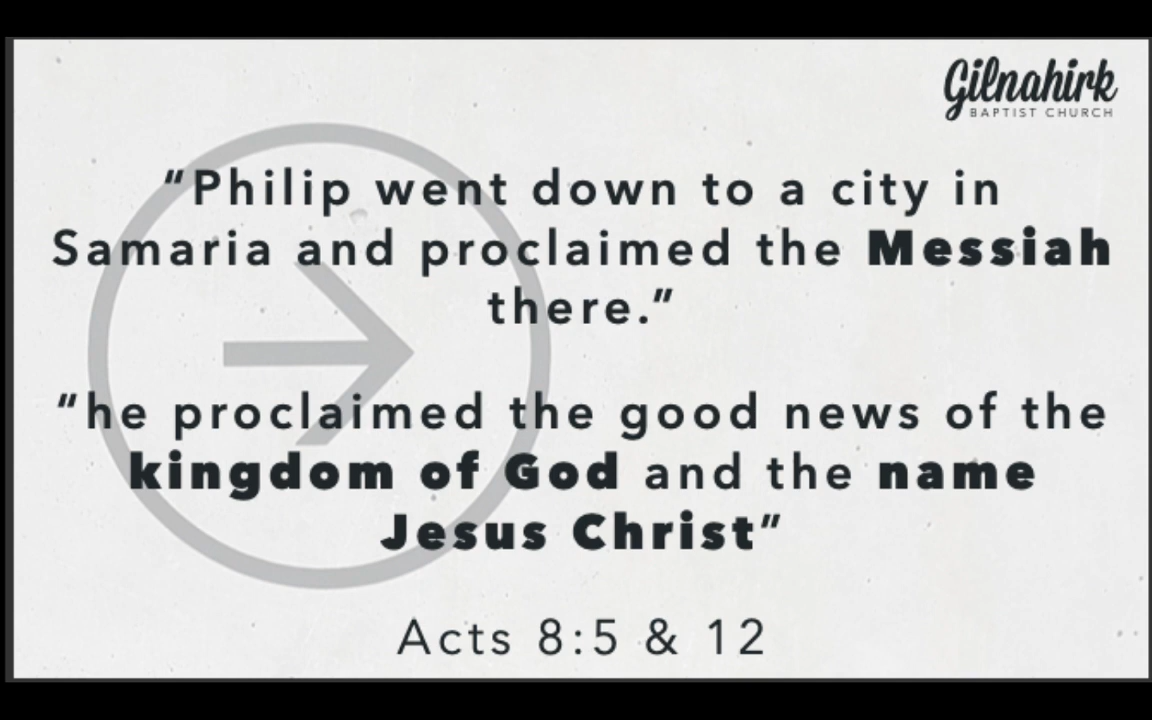 Gilnahirk
BAPTIST CHURCH
“Philip went down to a city in
Samaria and proclaimed the Messiah
there.”
“he proclaimed the good news of the
kingdom of God and the name
Jesus Christ”
Acts 8:5 & 12